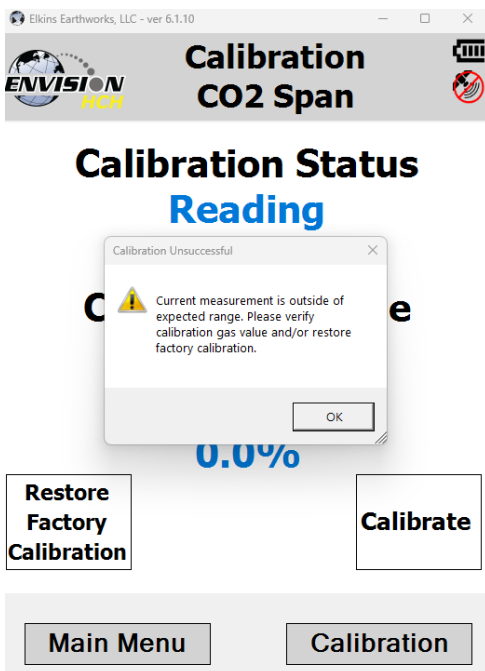 Elkins Earthworks, LLC - ver 6.1.10
ENVISION
HCH
Calibration
CO2 Span
Calibration Status
Reading
Calibration Unsuccessful
Current measurement is outside of
expected range. Please verify
calibration gas value and/or restore
factory calibration.
OK
C
e
0.0%
Restore
Factory
Calibration
Calibrate
Main Menu
Calibration